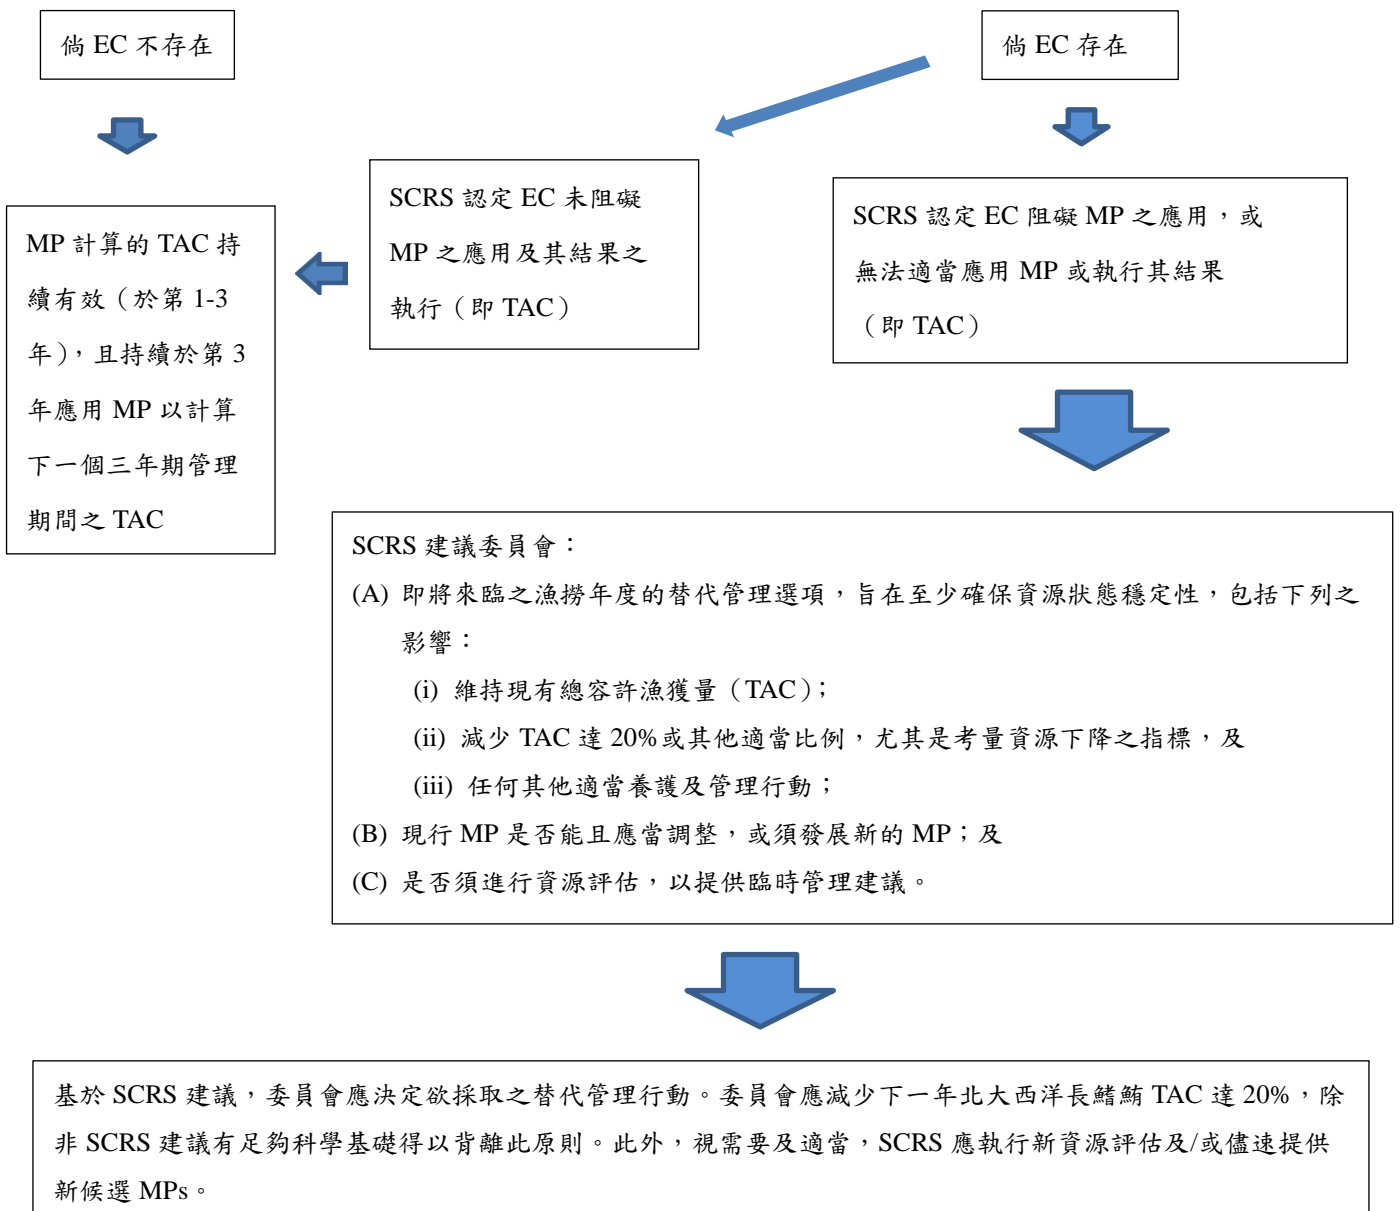 倘 EC 不存在
倘 EC 存在
MP 計算的 TAC 持
續有效（於第 1-3
年），且持續於第 3
年應用 MP 以計算
下一個三年期管理
期間之 TAC
SCRS 認定 EC 未阻礙
MP 之應用及其結果之
執行（即 TAC）
SCRS 認定 EC 阻礙 MP 之應用，或
無法適當應用 MP 或執行其結果
（即 TAC）
SCRS 建議委員會：
(A) 即將來臨之漁撈年度的替代管理選項，旨在至少確保資源狀態穩定性，包括下列之
影響：
(i) 維持現有總容許漁獲量（TAC）；
(ii) 減少 TAC 達 20%或其他適當比例，尤其是考量資源下降之指標，及
(iii) 任何其他適當養護及管理行動；
(B) 現行 MP 是否能且應當調整，或須發展新的 MP；及
(C) 是否須進行資源評估，以提供臨時管理建議。
基於 SCRS 建議，委員會應決定欲採取之替代管理行動。委員會應減少下一年北大西洋長鰭鮪 TAC 達 20%，除
非 SCRS 建議有足夠科學基礎得以背離此原則。此外，視需要及適當，SCRS 應執行新資源評估及/或儘速提供
新候選 MPs。